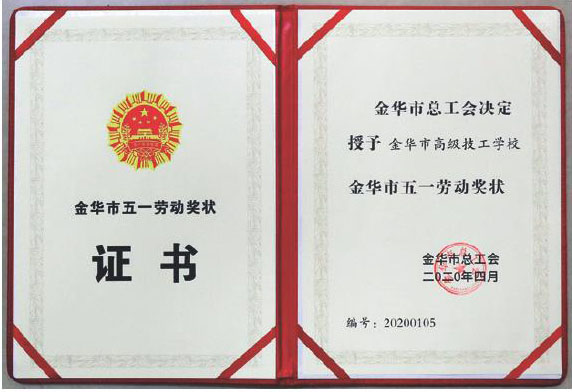 金华市五一劳动奖状
证书
金华市总工会决定
授予 金华市高级技工学校
金华市五一劳动奖状
金华市总工会
二〇二〇年四月
编号：20200105